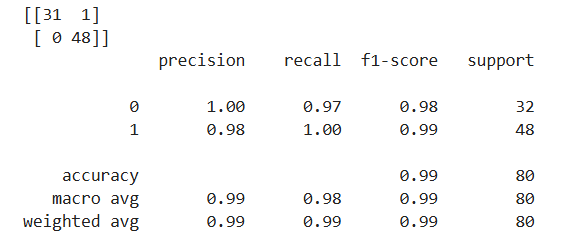 [[31  1]
 [ 0 48]]
              precision    recall  f1-score   support

           0       1.00      0.97      0.98        32
           1       0.98      1.00      0.99        48

    accuracy                           0.99        80
   macro avg       0.99      0.98      0.99        80
weighted avg       0.99      0.99      0.99        80